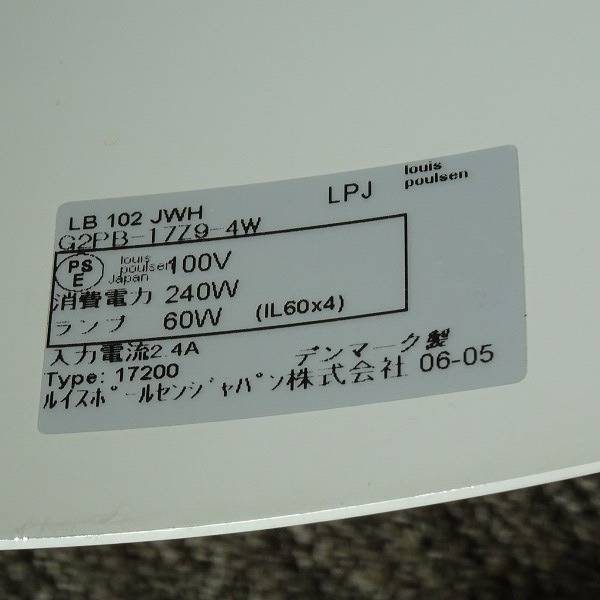 louis
poulsen
LPJ
LB 102 JWH
G2PB-17Z9-4W
PS
E
louis
poulsen
Japan
100V
消費電力 240W
ランプ 60W (IL60x4)
入力電流2.4A
デンマーク製
Type: 17200
ルイスポールセンジャパン株式会社 06-05